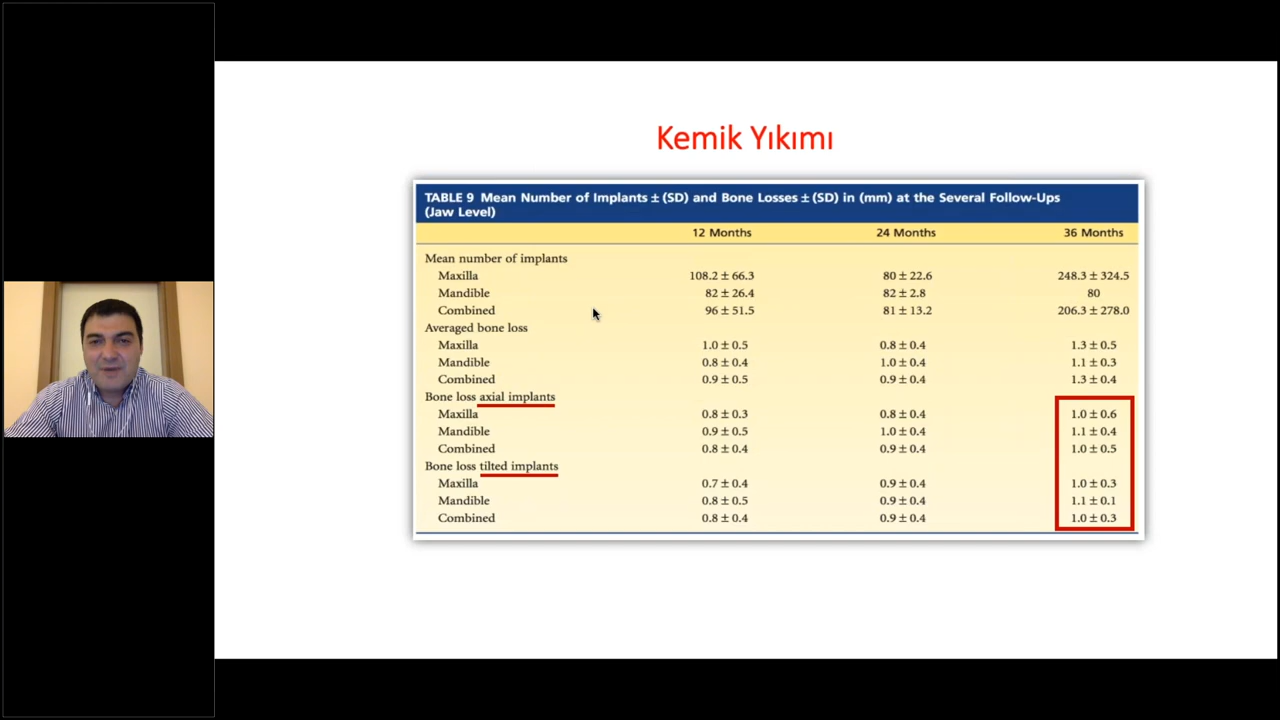 Kemik Yıkımı
TABLE 9 Mean Number of Implants ± (SD) and Bone Losses ± (SD) in (mm) at the Several Follow-Ups
(Jaw Level)
12 Months 24 Months 36 Months
Mean number of implants
Maxilla 108.2 ± 66.3 80 ± 22.6 248.3 ± 324.5
Mandible 82 ± 26.4 82 ± 2.8 80
Combined 96 ± 51.5 81 ± 13.2 206.3 ± 278.0
Averaged bone loss
Maxilla 1.0 ± 0.5 0.8 ± 0.4 1.3 ± 0.5
Mandible 0.8 ± 0.4 1.0 ± 0.4 1.1 ± 0.3
Combined 0.9 ± 0.5 0.9 ± 0.4 1.3 ± 0.4
Bone loss axial implants
Maxilla 0.8 ± 0.3 0.8 ± 0.4 1.0 ± 0.6
Mandible 0.9 ± 0.5 1.0 ± 0.4 1.1 ± 0.4
Combined 0.8 ± 0.4 0.9 ± 0.4 1.0 ± 0.5
Bone loss tilted implants
Maxilla 0.7 ± 0.4 0.9 ± 0.4 1.0 ± 0.3
Mandible 0.8 ± 0.5 0.9 ± 0.4 1.1 ± 0.1
Combined 0.8 ± 0.4 0.9 ± 0.4 1.0 ± 0.3